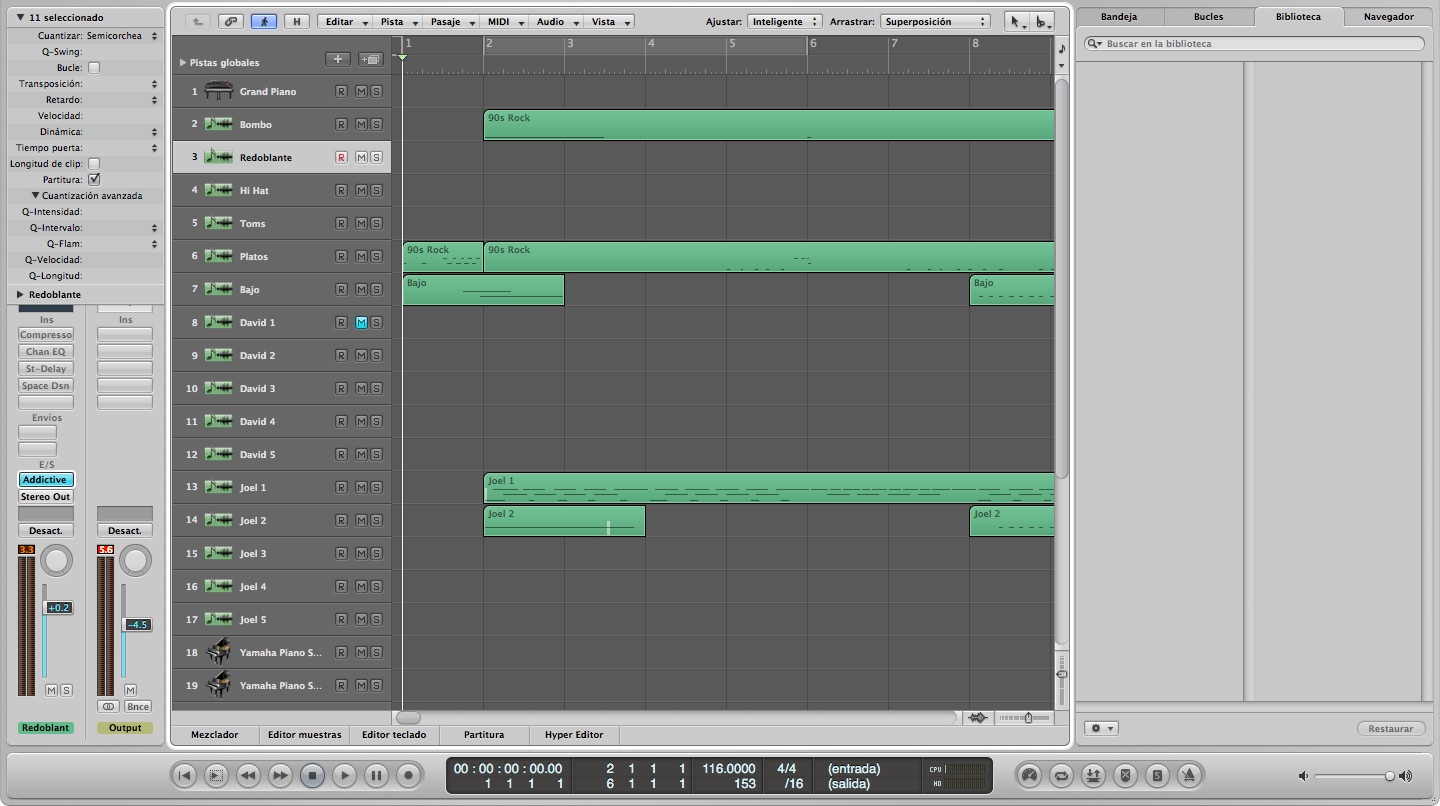 11 seleccionado
Cuantizar: Semicorchea
Q-Swing:
Bucle:
Transposición:
Retardo:
Velocidad:
Dinámica:
Tiempo puerta:
Longitud de clip:
Partitura:
Cuantización avanzada
Q-Intensidad:
Q-Intervalo:
Q-Flam:
Q-Velocidad:
Q-Longitud:
Redoblante
Ins Ins
Compreso
Chan EQ
St-Delay
Space Dsn
Envíos
E/S
Addictive
Stereo Out
Desact. Desact.
3.3 5.6
+0.2
-4.5
M S M
Bnce
Redoblant Output
H Editar Pista Pasaje MIDI Audio Vista Ajustar: Inteligente Arrastrar: Superposición
1 2 3 4 5 6 7 8
Pistas globales
1 Grand Piano R M S
2 Bombo R M S 90s Rock
3 Redoblante R M S
4 Hi Hat R M S
5 Toms R M S
6 Platos R M S 90s Rock 90s Rock
7 Bajo R M S Bajo Bajo
8 David 1 R M S
9 David 2 R M S
10 David 3 R M S
11 David 4 R M S
12 David 5 R M S
13 Joel 1 R M S Joel 1
14 Joel 2 R M S Joel 2 Joel 2
15 Joel 3 R M S
16 Joel 4 R M S
17 Joel 5 R M S
18 Yamaha Piano S... R M S
19 Yamaha Piano S... R M S
Mezclador Editor muestras Editor teclado Partitura Hyper Editor
Bandeja Bucles Biblioteca Navegador
Buscar en la biblioteca
Restaurar
00 : 00 : 00 : 00.00 2 1 1 1 116.0000 4/4 (entrada) CPU
1 1 1 1 6 1 1 1 153 /16 (salida) HD
S